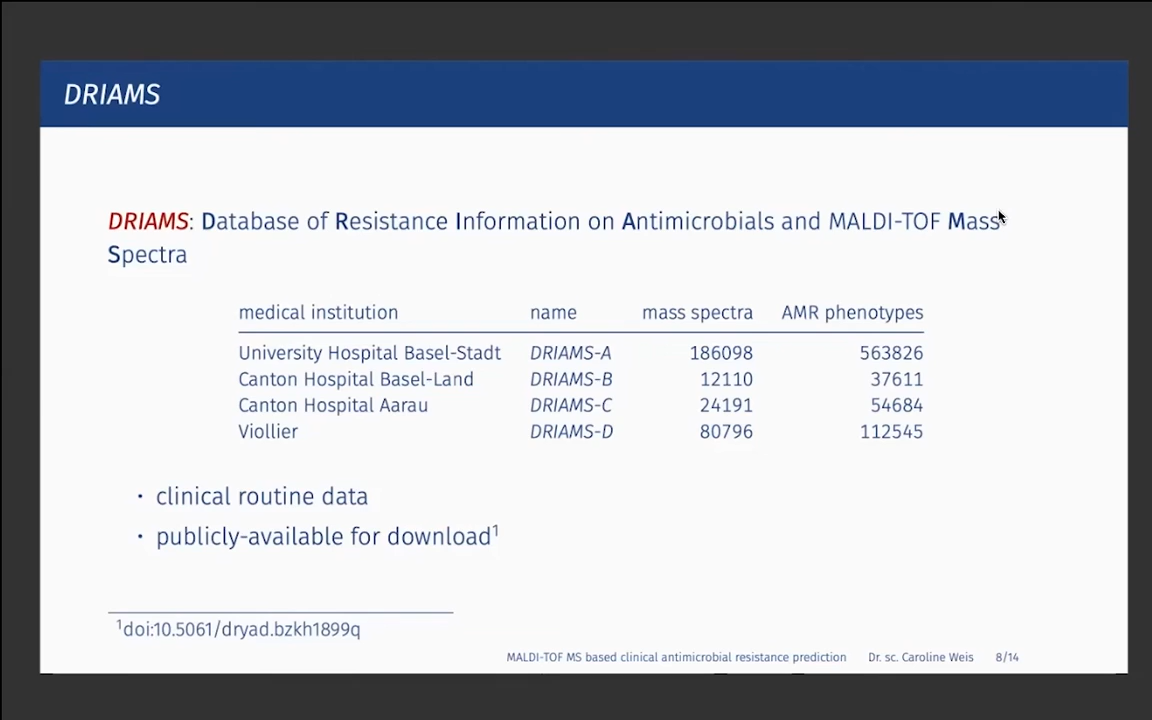 DRIAMS
DRIAMS: Database of Resistance Information on Antimicrobials and MALDI-TOF Mass
Spectra
medical institution name mass spectra AMR phenotypes
University Hospital Basel-Stadt DRIAMS-A 186098 563826
Canton Hospital Basel-Land DRIAMS-B 12110 37611
Canton Hospital Aarau DRIAMS-C 24191 54684
Viollier DRIAMS-D 80796 112545
· clinical routine data
· publicly-available for download¹
¹doi:10.5061/dryad.bzkh1899q
MALDI-TOF MS based clinical antimicrobial resistance prediction Dr. sc. Caroline Weis 8/14